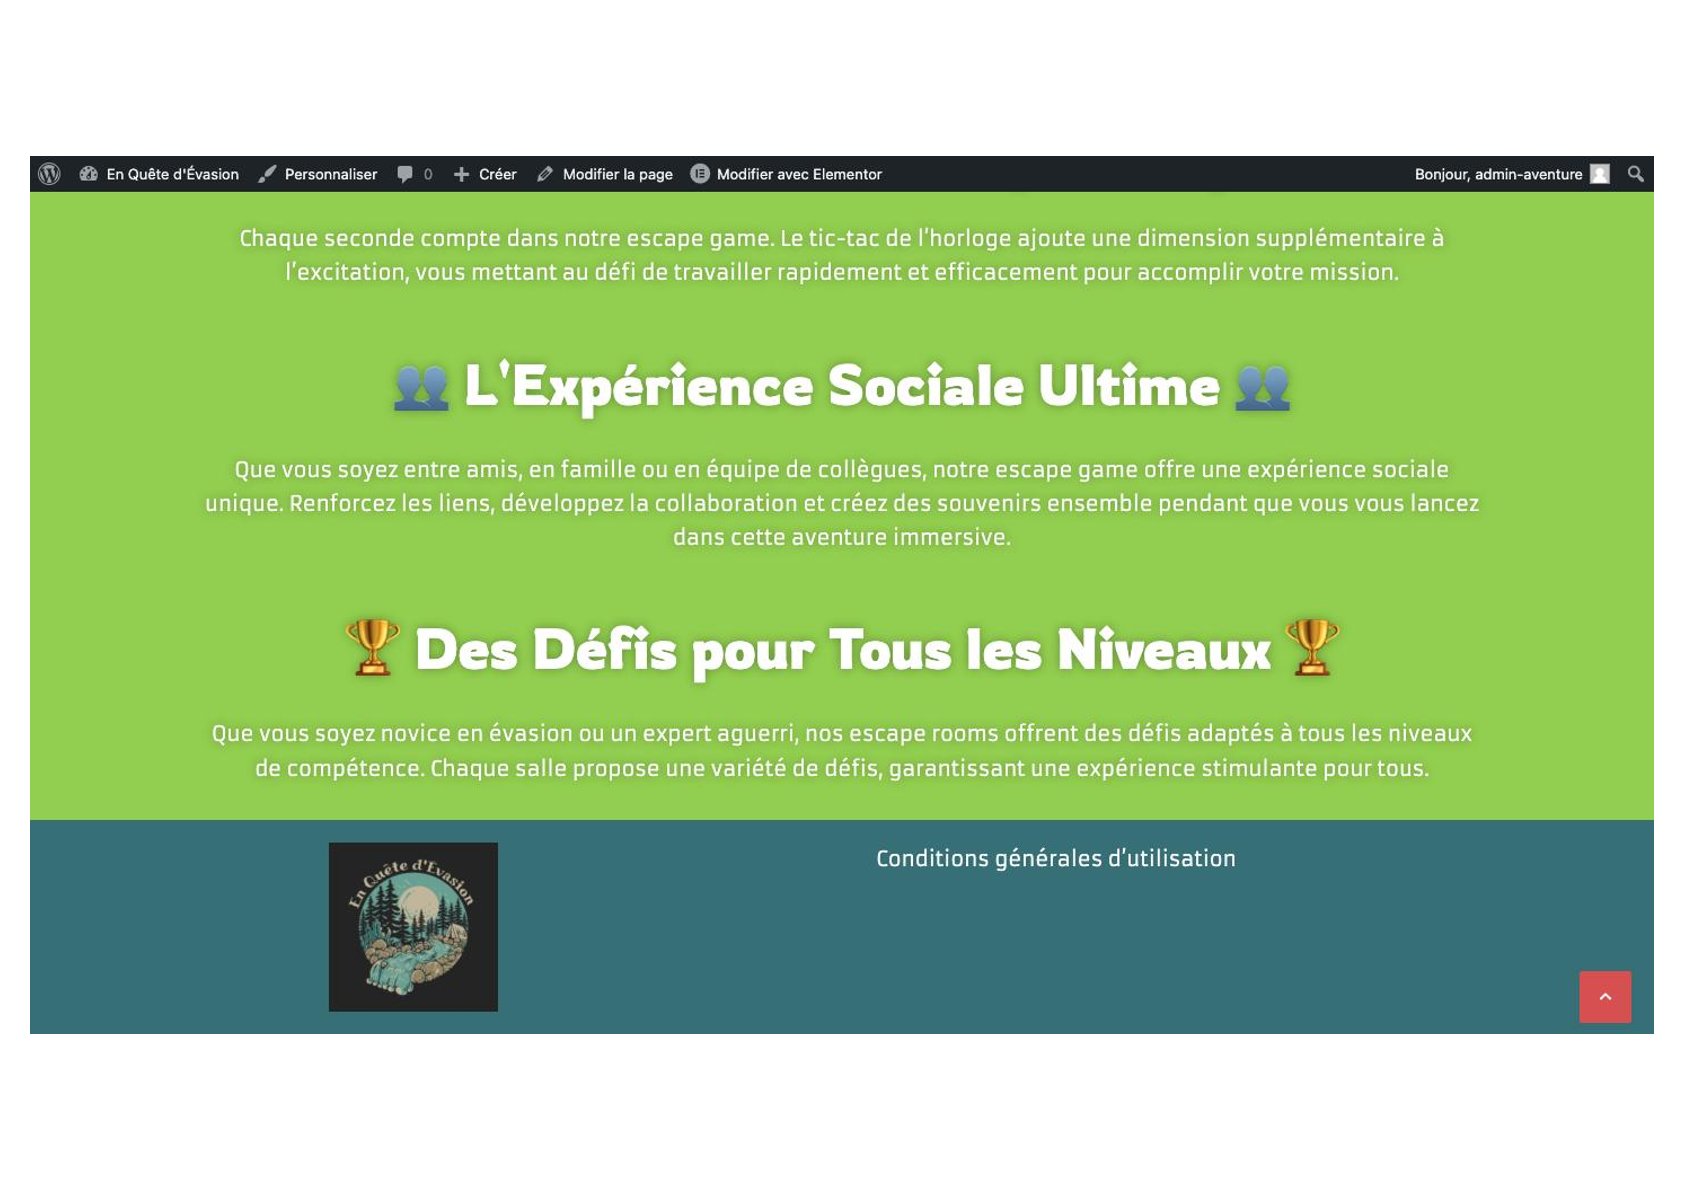 En Quête d'Évasion Personnaliser 0 Créer Modifier la page Modifier avec Elementor Bonjour, admin-aventure
Chaque seconde compte dans notre escape game. Le tic-tac de l’horloge ajoute une dimension supplémentaire à
l’excitation, vous mettant au défi de travailler rapidement et efficacement pour accomplir votre mission.
👥 L'Expérience Sociale Ultime 👥
Que vous soyez entre amis, en famille ou en équipe de collègues, notre escape game offre une expérience sociale
unique. Renforcez les liens, développez la collaboration et créez des souvenirs ensemble pendant que vous vous lancez
dans cette aventure immersive.
🏆 Des Défis pour Tous les Niveaux 🏆
Que vous soyez novice en évasion ou un expert aguerri, nos escape rooms offrent des défis adaptés à tous les niveaux
de compétence. Chaque salle propose une variété de défis, garantissant une expérience stimulante pour tous.
En Quête d'Évasion
Conditions générales d’utilisation